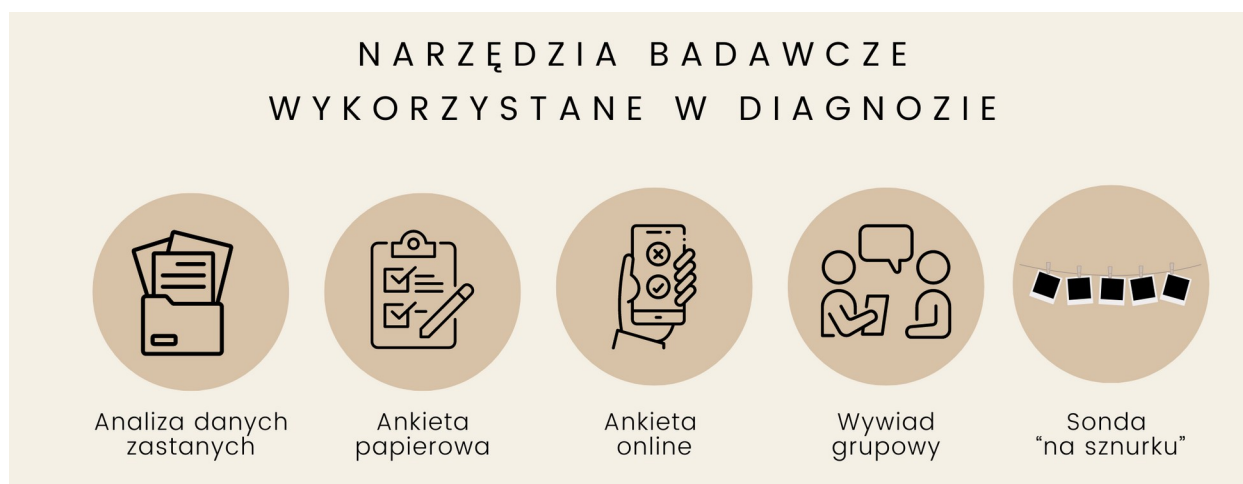 NARZĘDZIA BADAWCZE
WYKORZYSTANE W DIAGNOZIE
Analiza danych
zastanych
Ankieta
papierowa
Ankieta
online
Wywiad
grupowy
Sonda
“na sznurku”